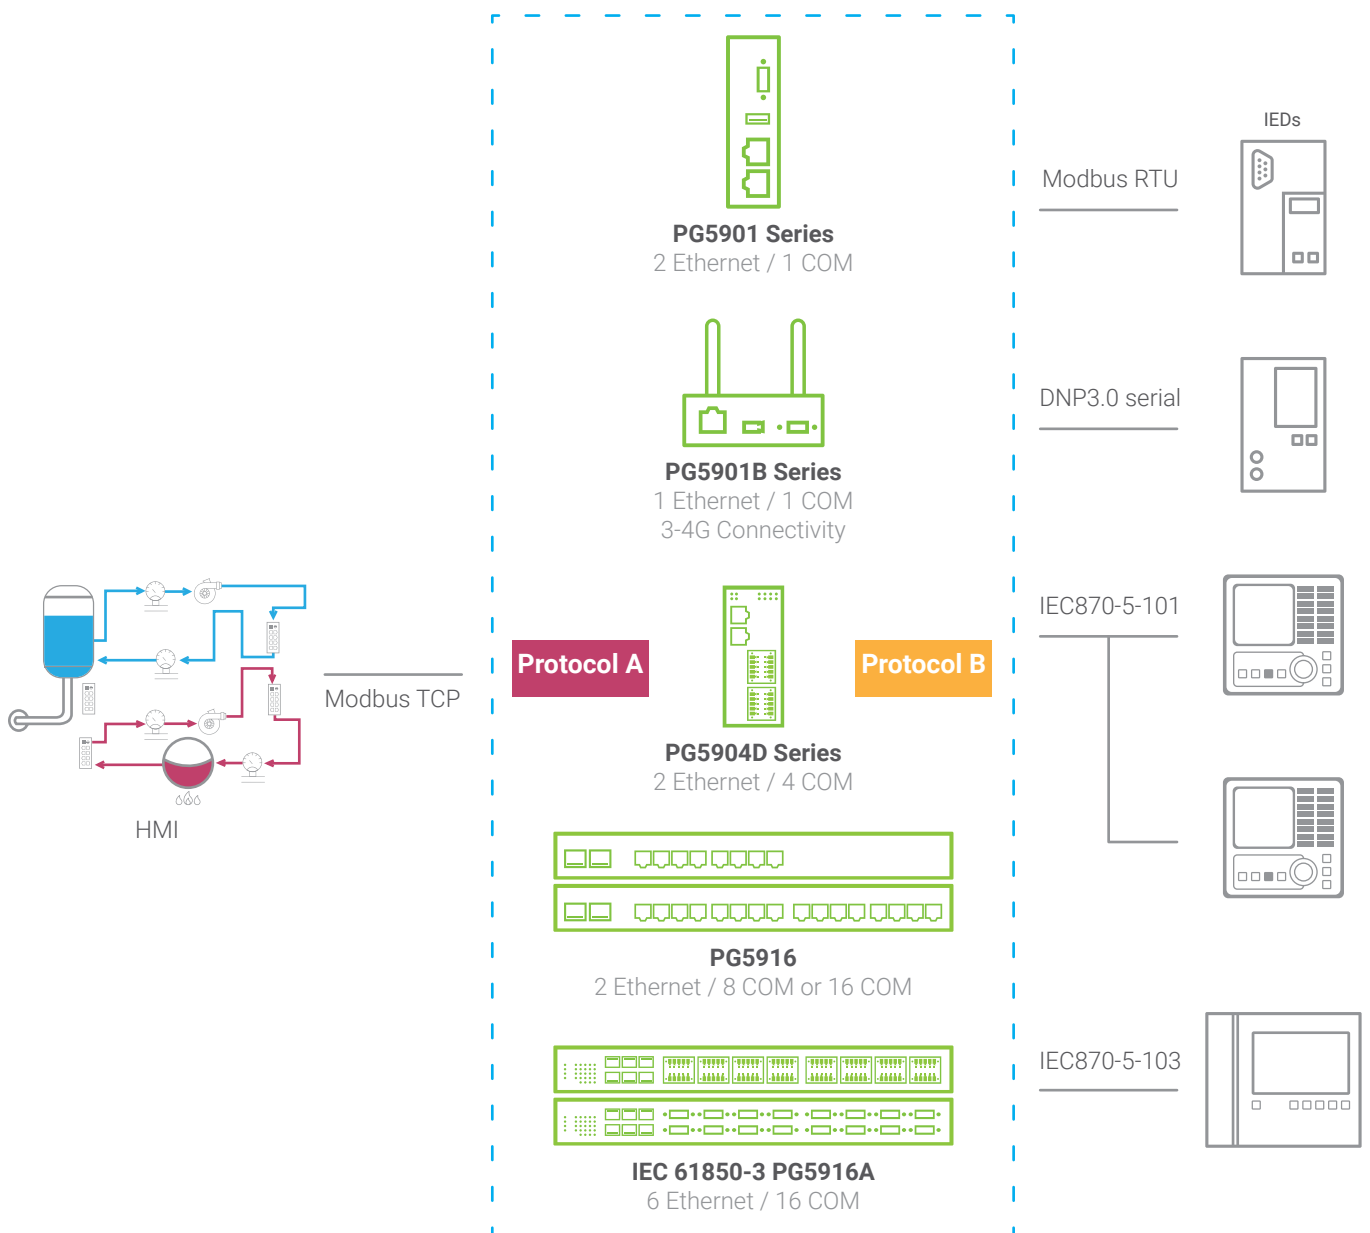 IEDs
Modbus RTU
PG5901 Series
2 Ethernet / 1 COM
DNP3.0 serial
PG5901B Series
1 Ethernet / 1 COM
3-4G Connectivity
IEC870-5-101
Protocol A
Protocol B
Modbus TCP
PG5904D Series
2 Ethernet / 4 COM
HMI
PG5916
2 Ethernet / 8 COM or 16 COM
IEC870-5-103
IEC 61850-3 PG5916A
6 Ethernet / 16 COM